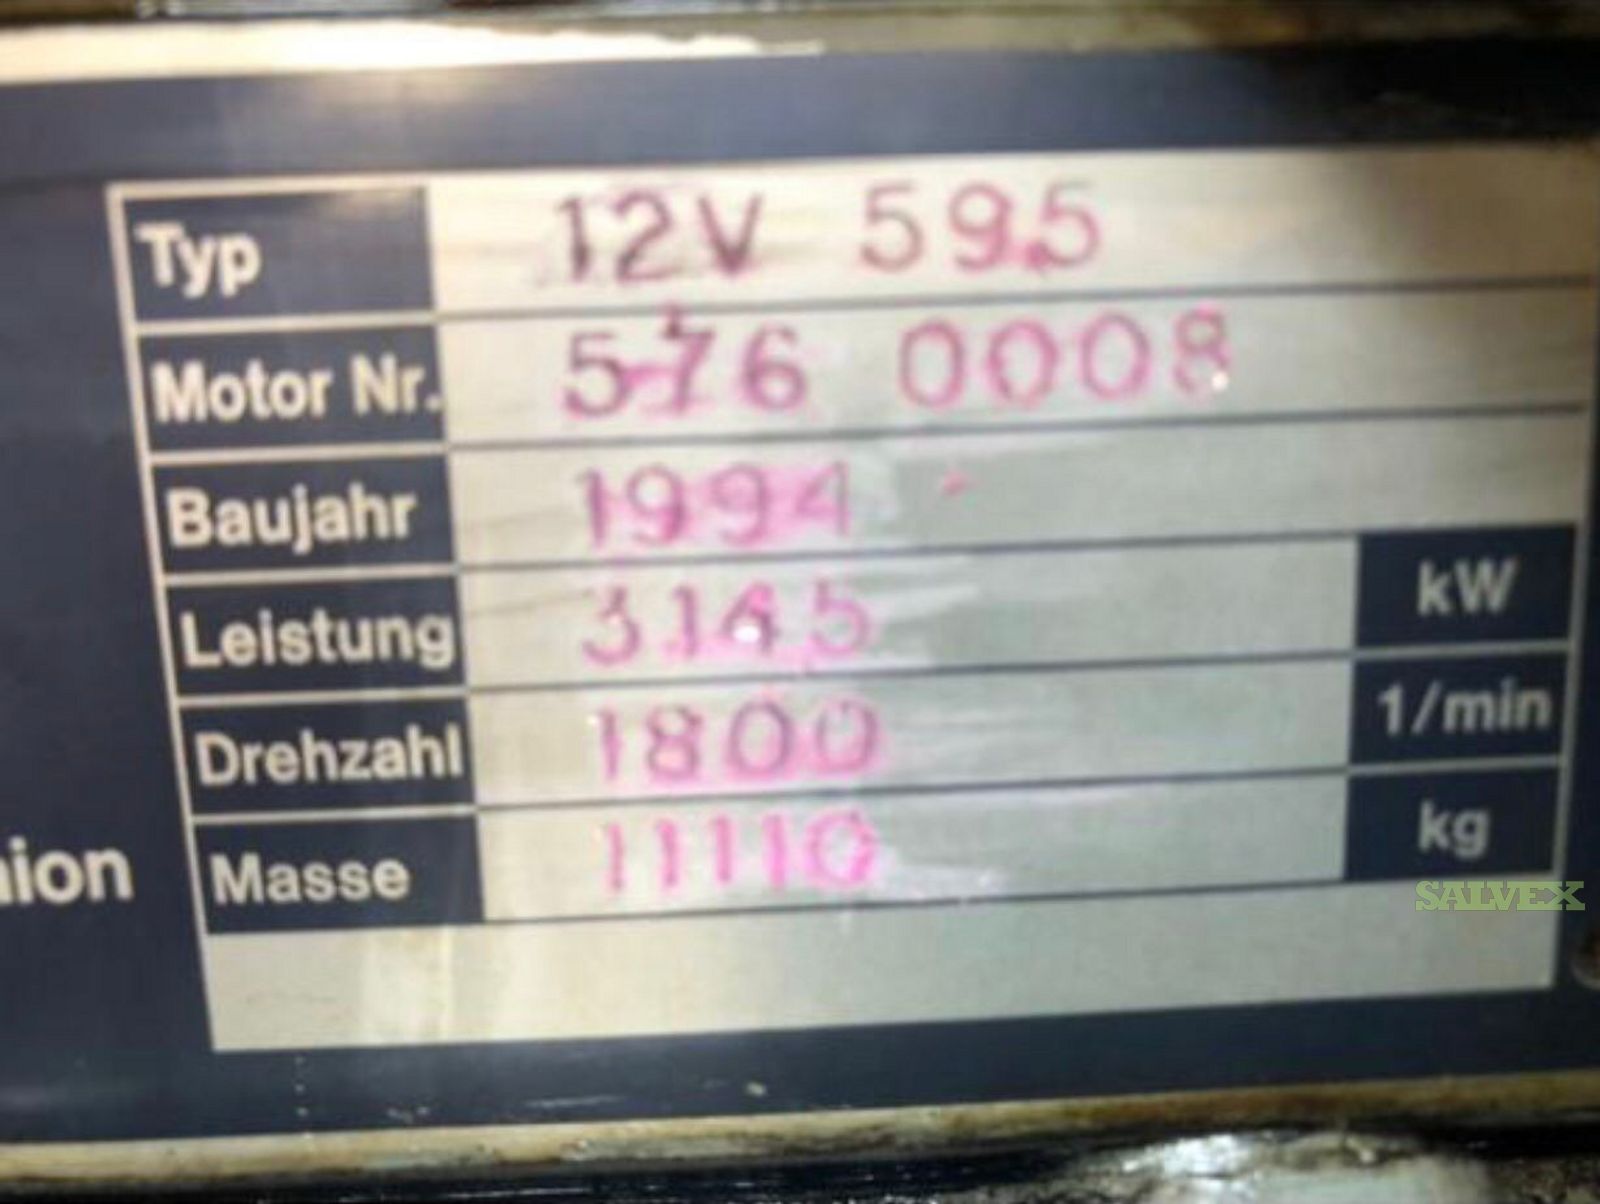 Typ 12V 595
Motor Nr. 576 0008
Baujahr 1994
Leistung 3145 kW
Drehzahl 1800 1/min
nion
Masse 11110 kg
SALVEX